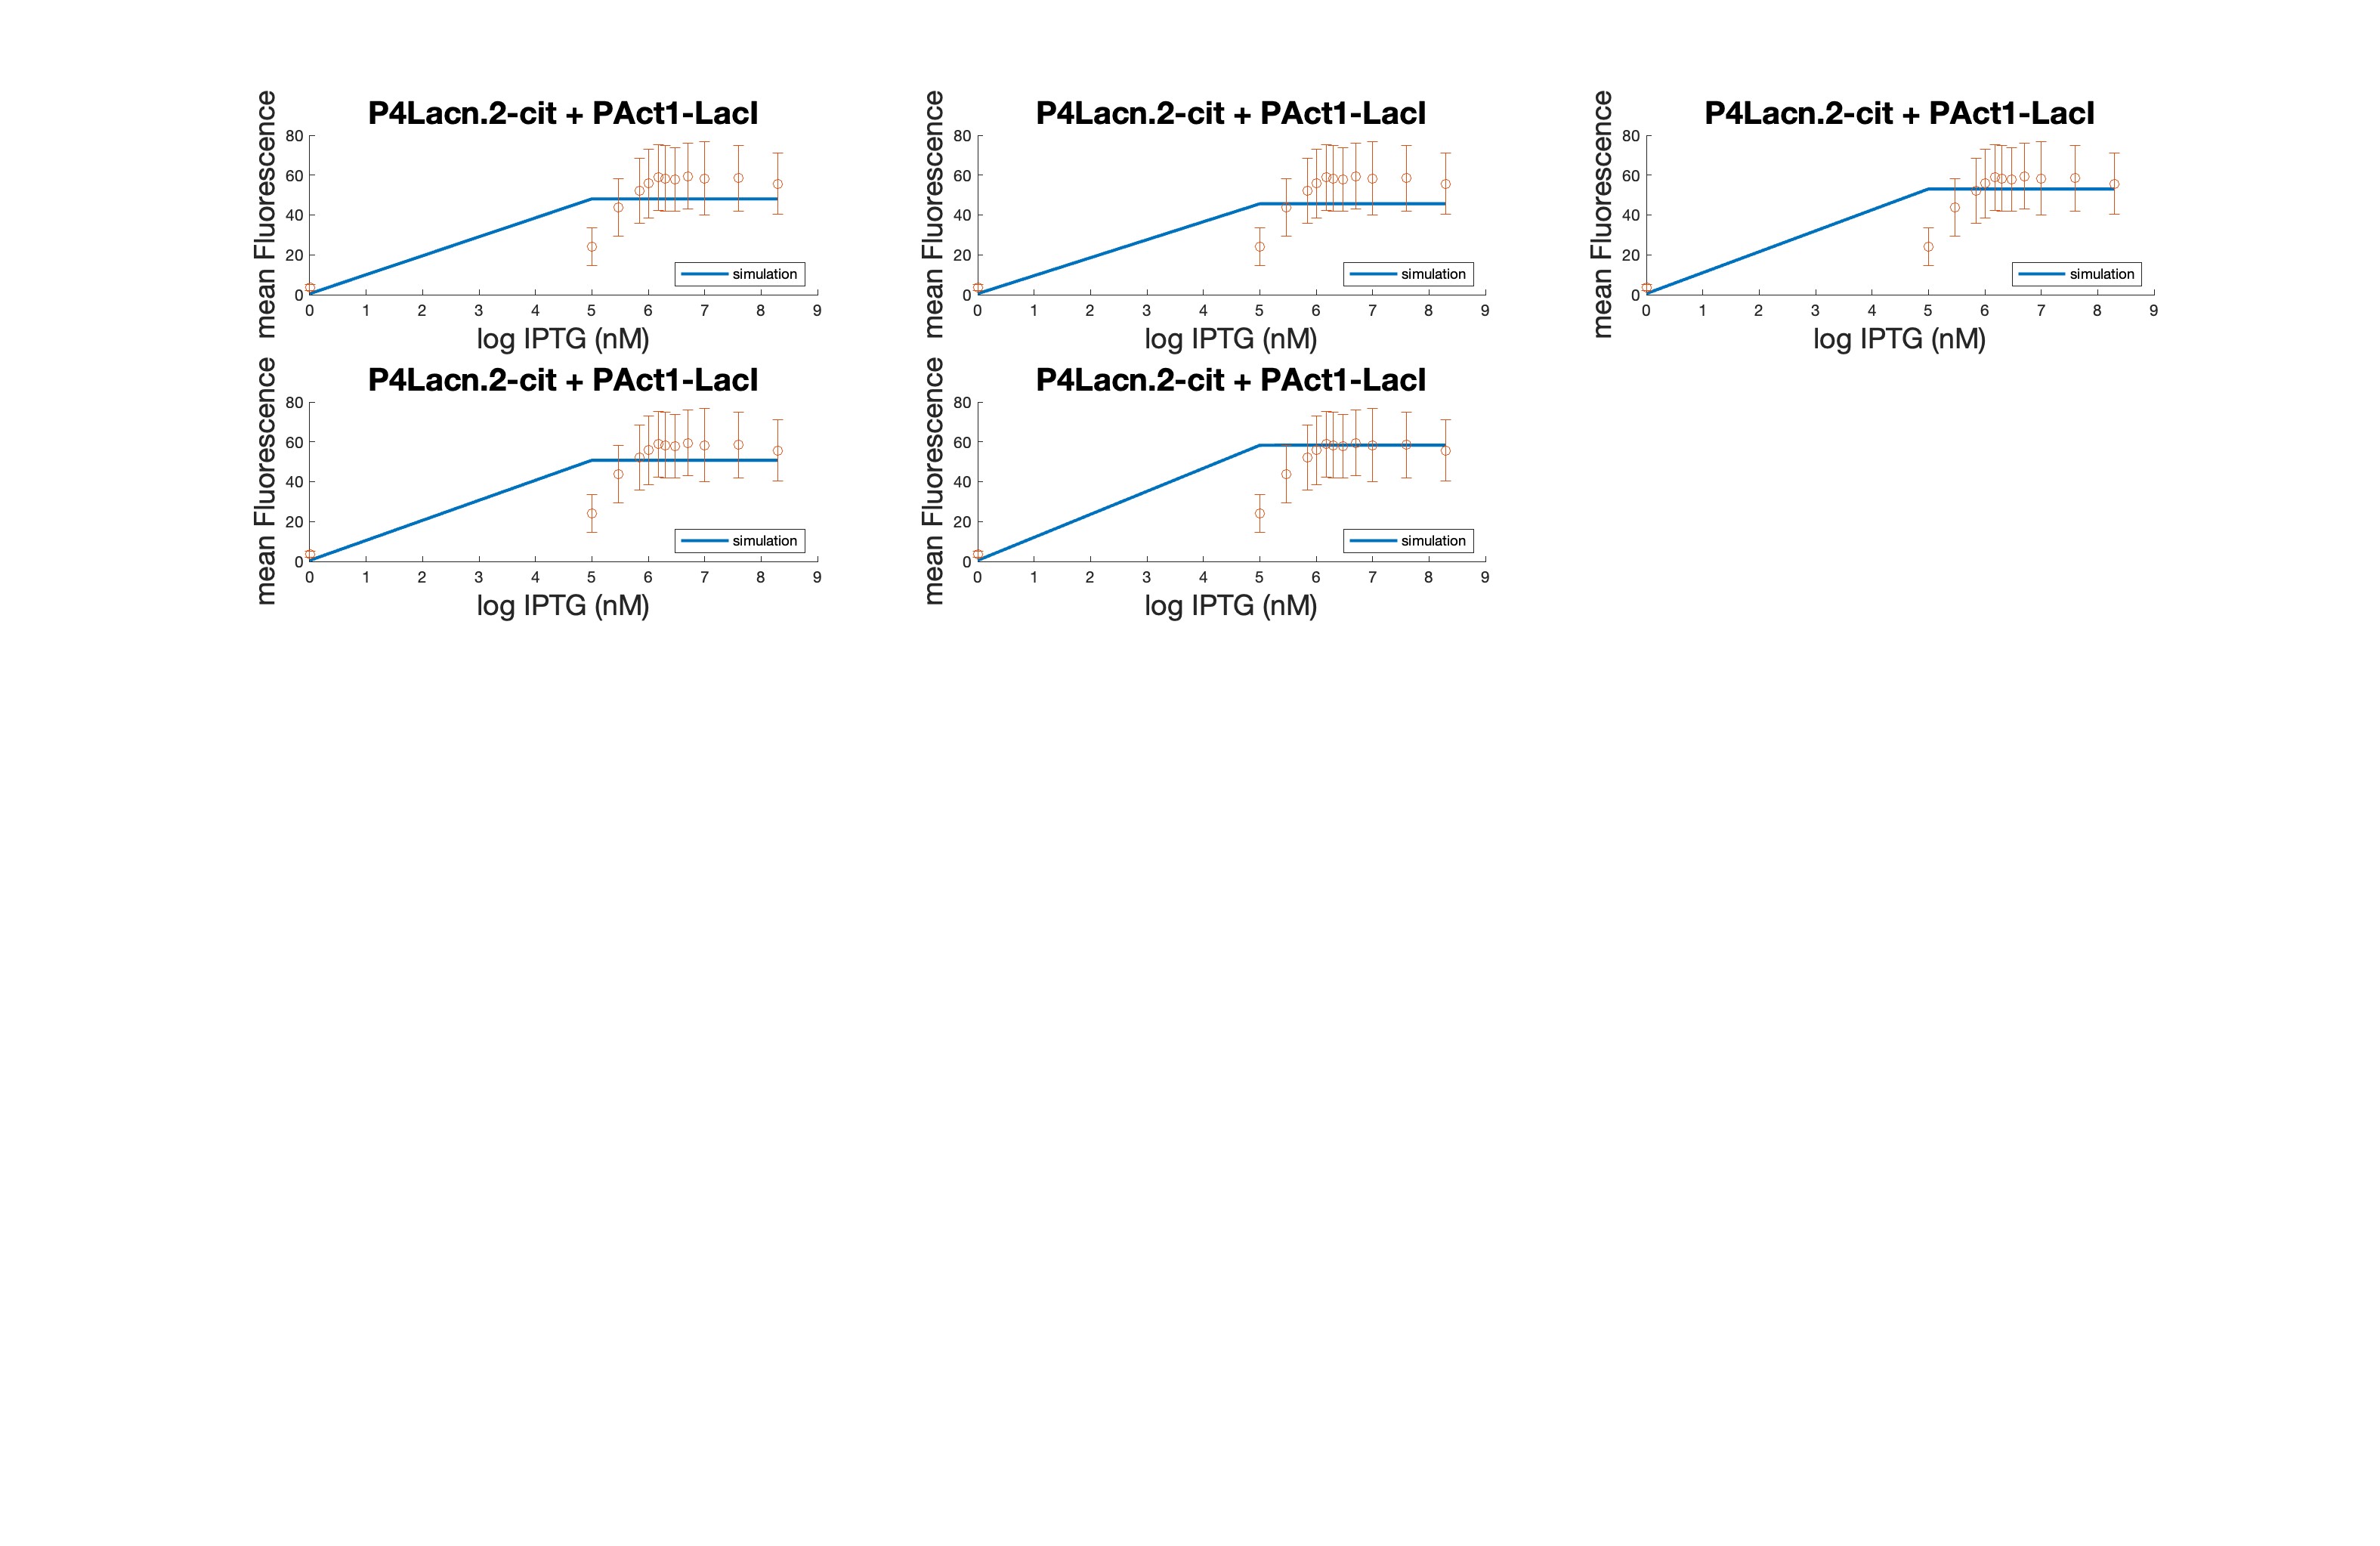 P4Lacn.2-cit + PAct1-LacI
mean Fluorescence
80
60
40
20
0
simulation
0 1 2 3 4 5 6 7 8 9
log IPTG (nM)
P4Lacn.2-cit + PAct1-LacI
mean Fluorescence
80
60
40
20
0
simulation
0 1 2 3 4 5 6 7 8 9
log IPTG (nM)
P4Lacn.2-cit + PAct1-LacI
mean Fluorescence
80
60
40
20
0
simulation
0 1 2 3 4 5 6 7 8 9
log IPTG (nM)
P4Lacn.2-cit + PAct1-LacI
mean Fluorescence
80
60
40
20
0
simulation
0 1 2 3 4 5 6 7 8 9
log IPTG (nM)
P4Lacn.2-cit + PAct1-LacI
mean Fluorescence
80
60
40
20
0
simulation
0 1 2 3 4 5 6 7 8 9
log IPTG (nM)